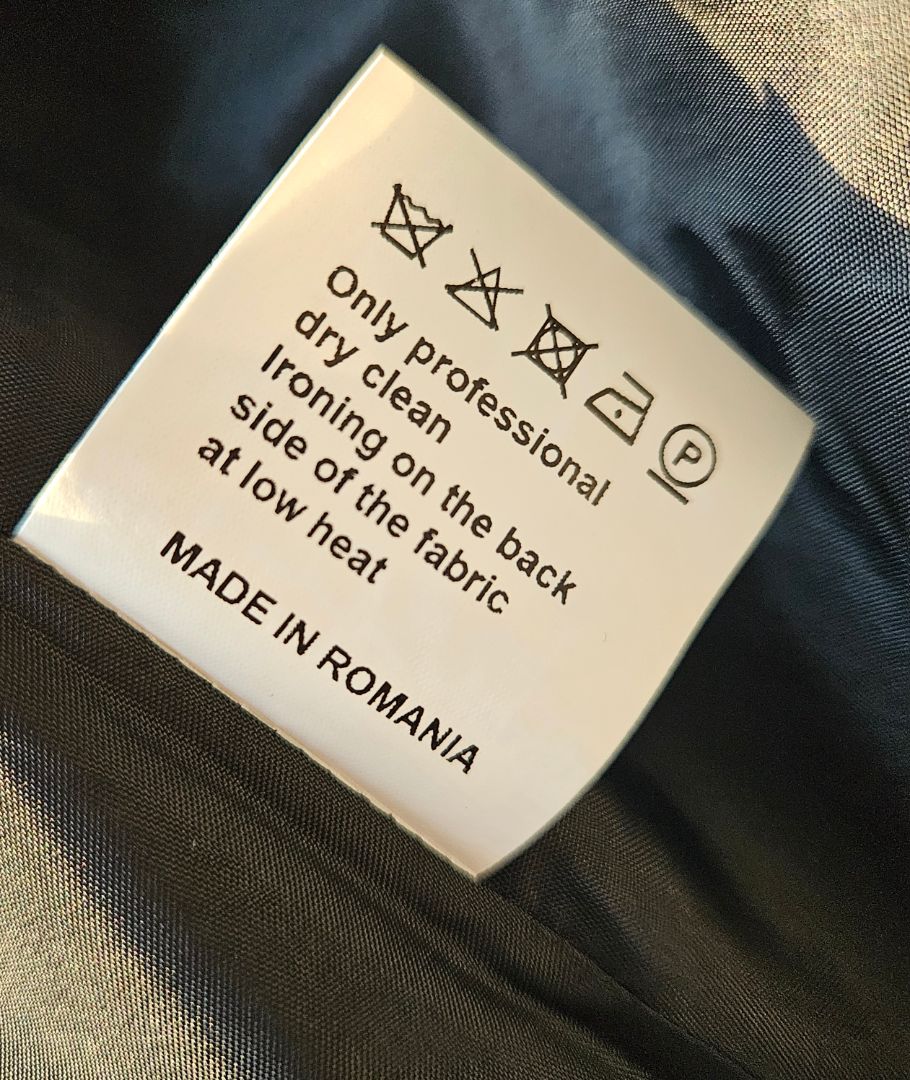 P
Only professional
dry clean
Ironing on the back
side of the fabric
at low heat
MADE IN ROMANIA